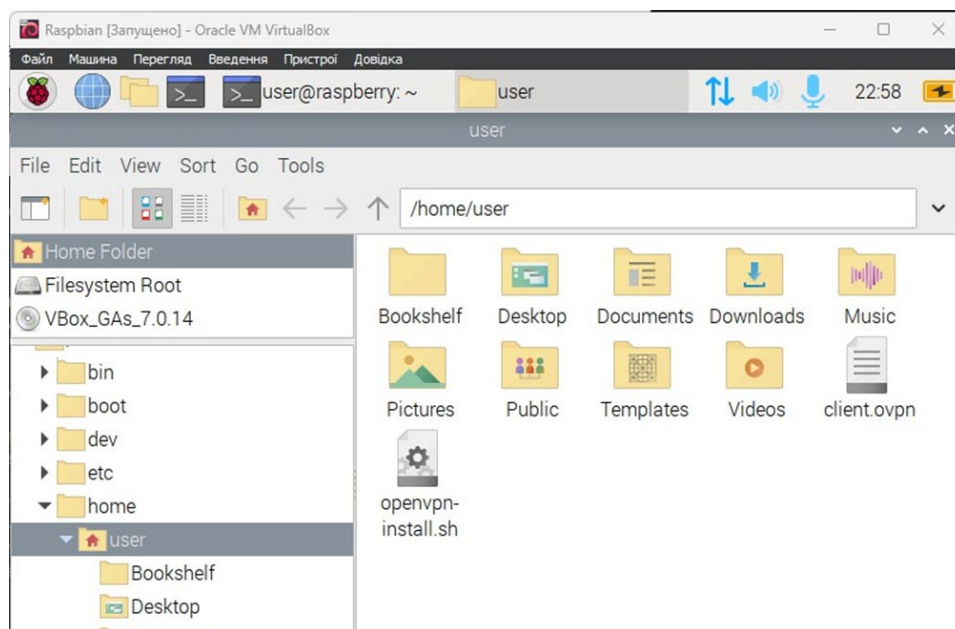 Raspbian [Запущено] - Oracle VM VirtualBox
Файл Машина Перегляд Введення Пристрої Довідка
user@raspberry: ~ user 22:58
user
File Edit View Sort Go Tools
/home/user
Home Folder
Filesystem Root
VBox_GAs_7.0.14
bin
boot
dev
etc
home
user
Bookshelf
Desktop
Bookshelf Desktop Documents Downloads Music
Pictures Public Templates Videos client.ovpn
openvpn-
install.sh